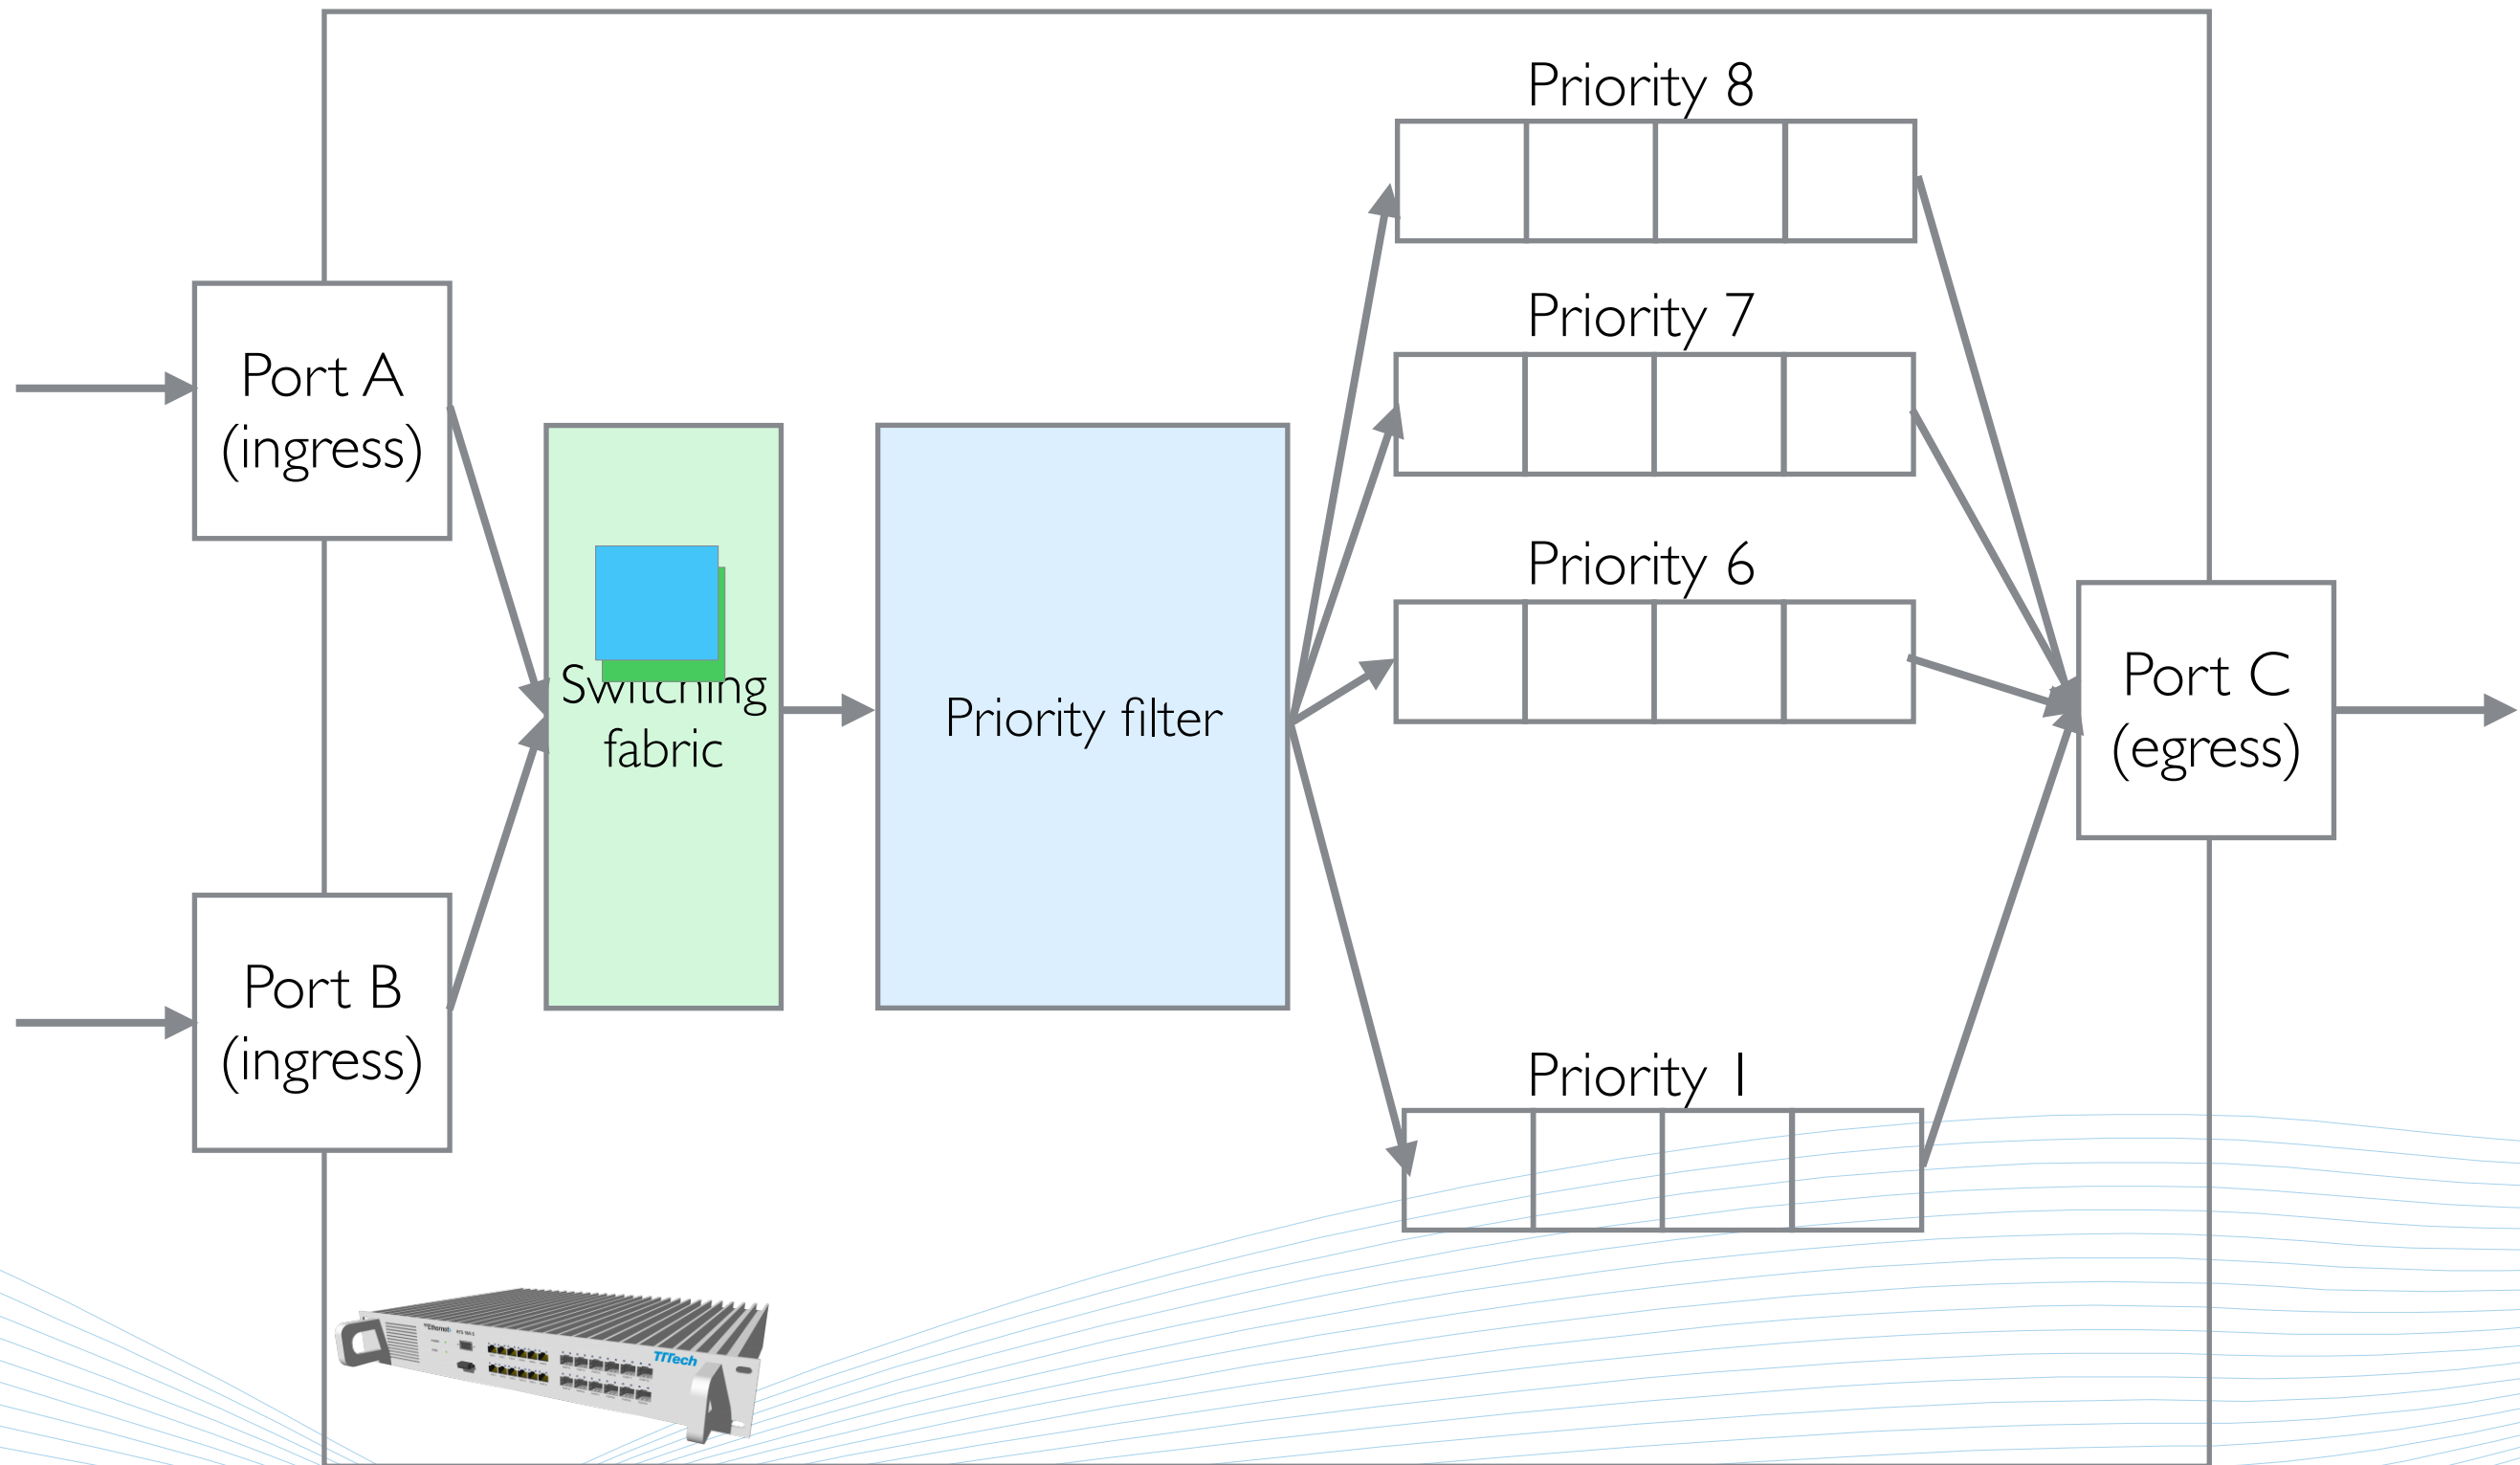 Priority 8
Priority 7
Port A
(ingress)
Priority 6
Switching
fabric
Priority filter
Port C
(egress)
Port B
(ingress)
Priority 1
TTTech